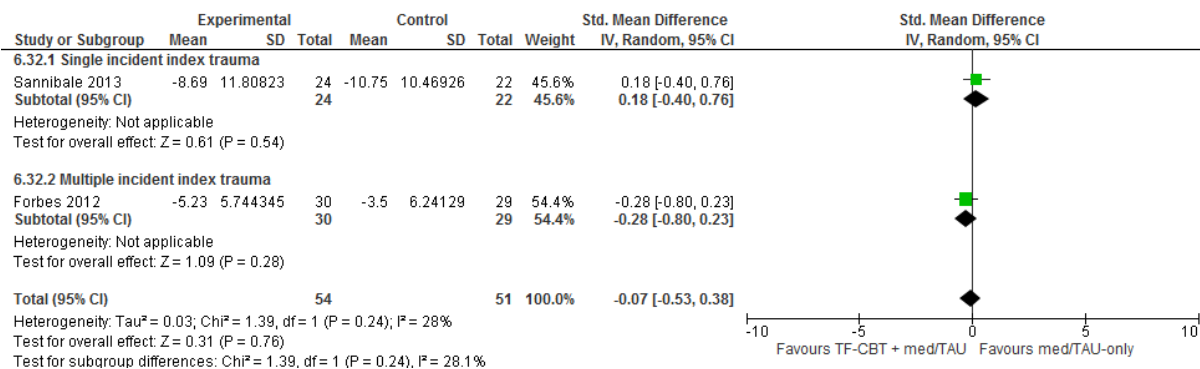 Experimental Control Std. Mean Difference Std. Mean Difference
Study or Subgroup Mean SD Total Mean SD Total Weight IV, Random, 95% CI IV, Random, 95% CI
6.32.1 Single incident index trauma
Sannibale 2013 -8.69 11.80823 24 -10.75 10.46926 22 45.6% 0.18 [-0.40, 0.76]
Subtotal (95% CI) 24 22 45.6% 0.18 [-0.40, 0.76]
Heterogeneity: Not applicable
Test for overall effect: Z = 0.61 (P = 0.54)
6.32.2 Multiple incident index trauma
Forbes 2012 -5.23 5.744345 30 -3.5 6.24129 29 54.4% -0.28 [-0.80, 0.23]
Subtotal (95% CI) 30 29 54.4% -0.28 [-0.80, 0.23]
Heterogeneity: Not applicable
Test for overall effect: Z = 1.09 (P = 0.28)
Total (95% CI) 54 51 100.0% -0.07 [-0.53, 0.38]
Heterogeneity: Tau² = 0.03; Chi² = 1.39, df = 1 (P = 0.24); I² = 28%
Test for overall effect: Z = 0.31 (P = 0.76)
Test for subgroup differences: Chi² = 1.39, df = 1 (P = 0.24), I² = 28.1%
-10 -5 0 5 10
Favours TF-CBT + med/TAU Favours med/TAU-only